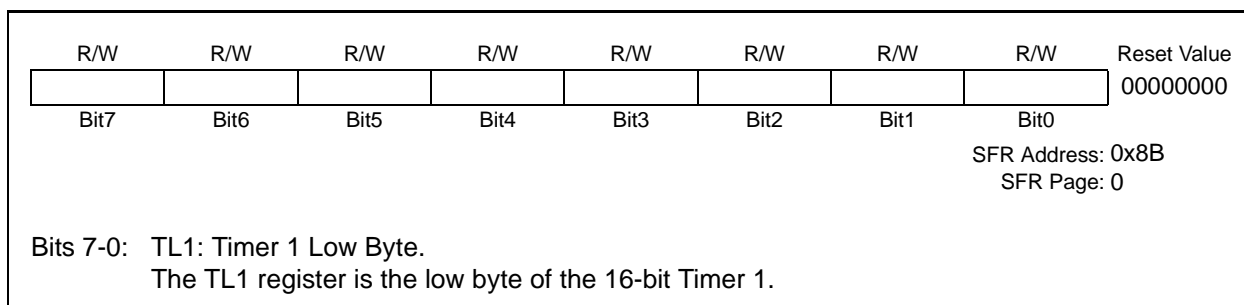 R/W R/W R/W R/W R/W R/W R/W R/W Reset Value
00000000
Bit7 Bit6 Bit5 Bit4 Bit3 Bit2 Bit1 Bit0
SFR Address: 0x8B
SFR Page: 0
Bits 7-0: TL1: Timer 1 Low Byte.
The TL1 register is the low byte of the 16-bit Timer 1.